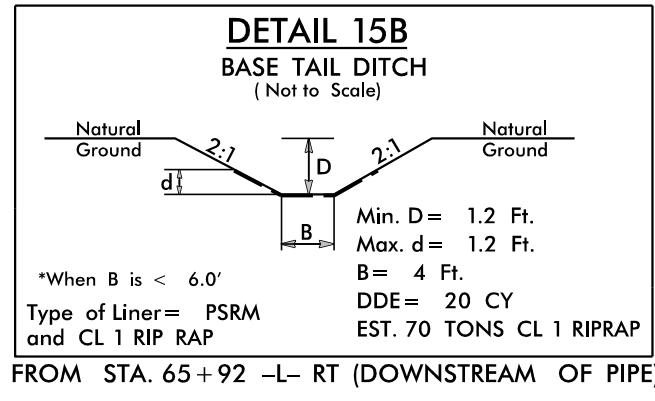 DETAIL 15B
BASE TAIL DITCH
( Not to Scale)
Natural
Ground
2:1
D
2:1
Natural
Ground
d
B
Min. D = 1.2 Ft.
Max. d = 1.2 Ft.
B= 4 Ft.
DDE= 20 CY
EST. 70 TONS CL 1 RIPRAP
*When B is < 6.0'
Type of Liner= PSRM
and CL 1 RIP RAP
FROM STA. 65+92 -L- RT (DOWNSTREAM OF PIPE)